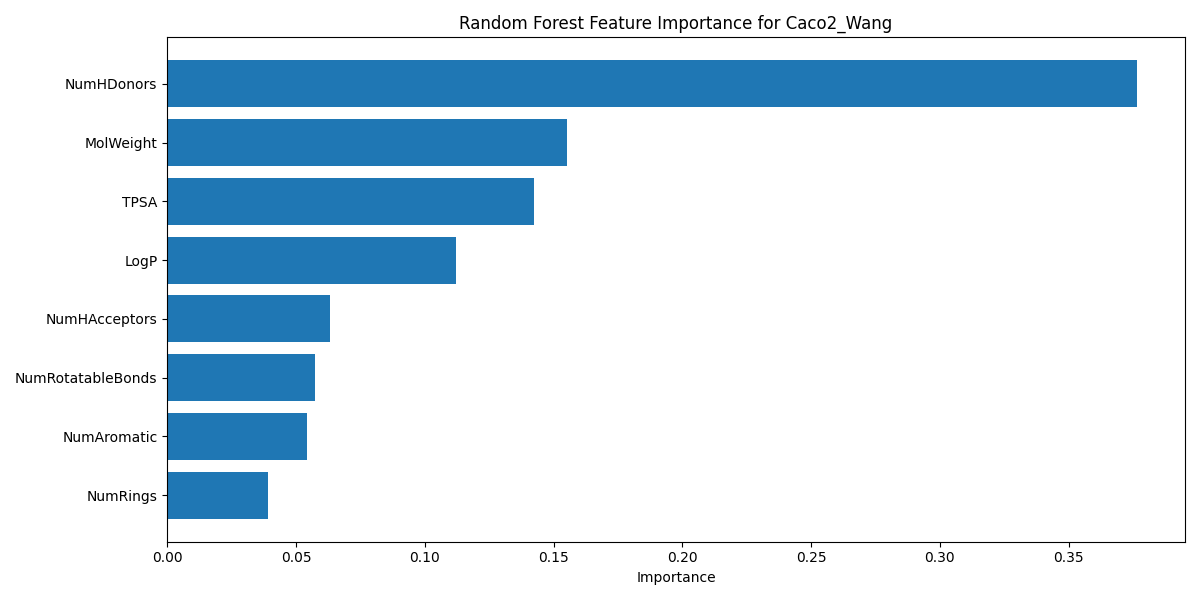 Random Forest Feature Importance for Caco2_Wang
NumHDonors
MolWeight
TPSA
LogP
NumHAcceptors
NumRotatableBonds
NumAromatic
NumRings
0.00 0.05 0.10 0.15 0.20 0.25 0.30 0.35
Importance